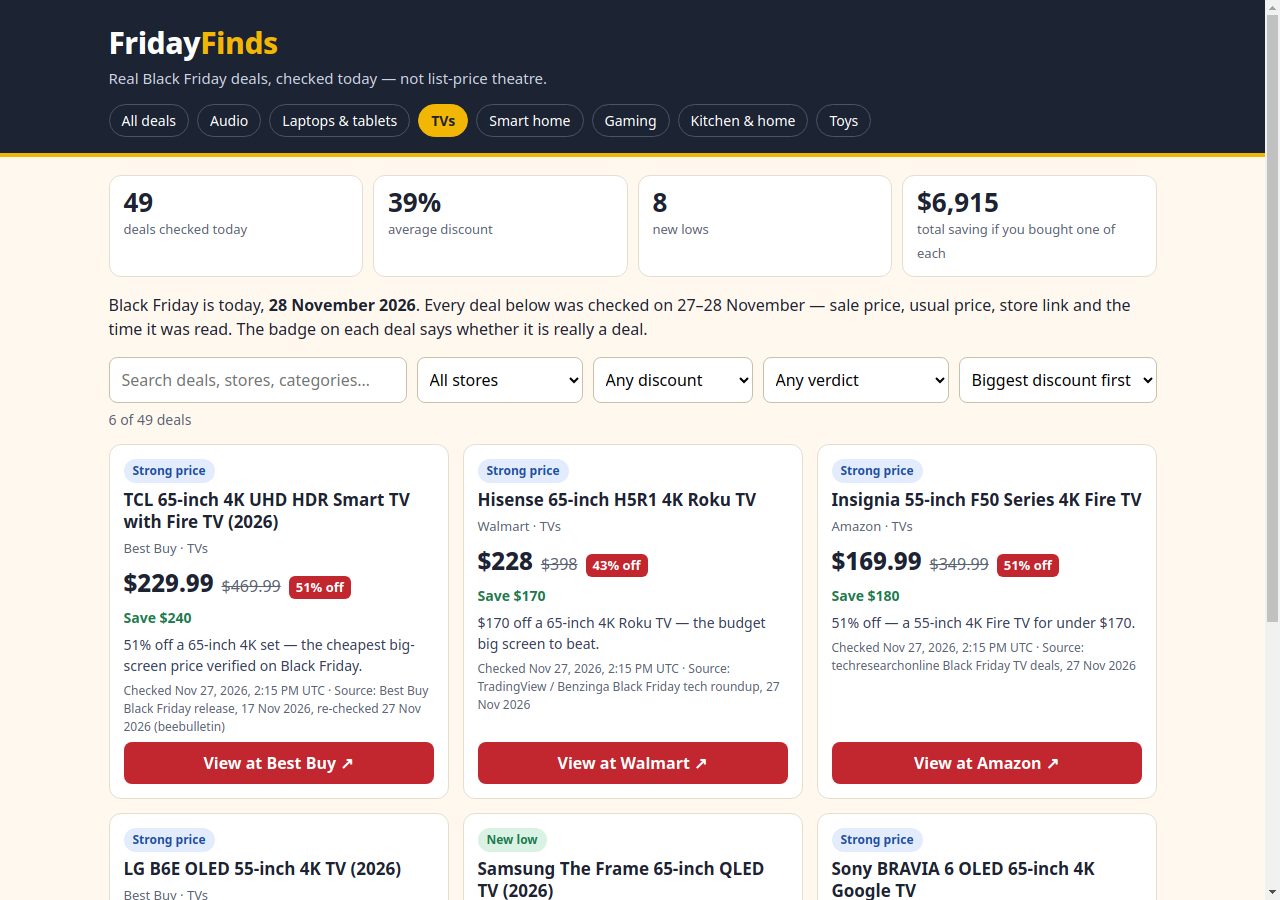 FridayFinds
Real Black Friday deals, checked today — not list-price theatre.
All deals
Audio
Laptops & tablets
TVs
Smart home
Gaming
Kitchen & home
Toys
49
deals checked today
39%
average discount
8
new lows
$6,915
total saving if you bought one of
each
Black Friday is today, 28 November 2026. Every deal below was checked on 27–28 November — sale price, usual price, store link and the
time it was read. The badge on each deal says whether it is really a deal.
Search deals, stores, categories...
All stores
Any discount
Any verdict
Biggest discount first
6 of 49 deals
Strong price
TCL 65-inch 4K UHD HDR Smart TV
with Fire TV (2026)
Best Buy · TVs
$229.99 $469.99 51% off
Save $240
51% off a 65-inch 4K set — the cheapest big-
screen price verified on Black Friday.
Checked Nov 27, 2026, 2:15 PM UTC · Source: Best Buy
Black Friday release, 17 Nov 2026, re-checked 27 Nov
2026 (beebulletin)
View at Best Buy ↗
Strong price
Hisense 65-inch H5R1 4K Roku TV
Walmart · TVs
$228 $398 43% off
Save $170
$170 off a 65-inch 4K Roku TV — the budget
big screen to beat.
Checked Nov 27, 2026, 2:15 PM UTC · Source:
TradingView / Benzinga Black Friday tech roundup, 27
Nov 2026
View at Walmart ↗
Strong price
Insignia 55-inch F50 Series 4K Fire TV
Amazon · TVs
$169.99 $349.99 51% off
Save $180
51% off — a 55-inch 4K Fire TV for under $170.
Checked Nov 27, 2026, 2:15 PM UTC · Source:
techresearchonline Black Friday TV deals, 27 Nov 2026
View at Amazon ↗
Strong price
LG B6E OLED 55-inch 4K TV (2026)
Best Buy · TVs
New low
Samsung The Frame 65-inch QLED
TV (2026)
Strong price
Sony BRAVIA 6 OLED 65-inch 4K
Google TV